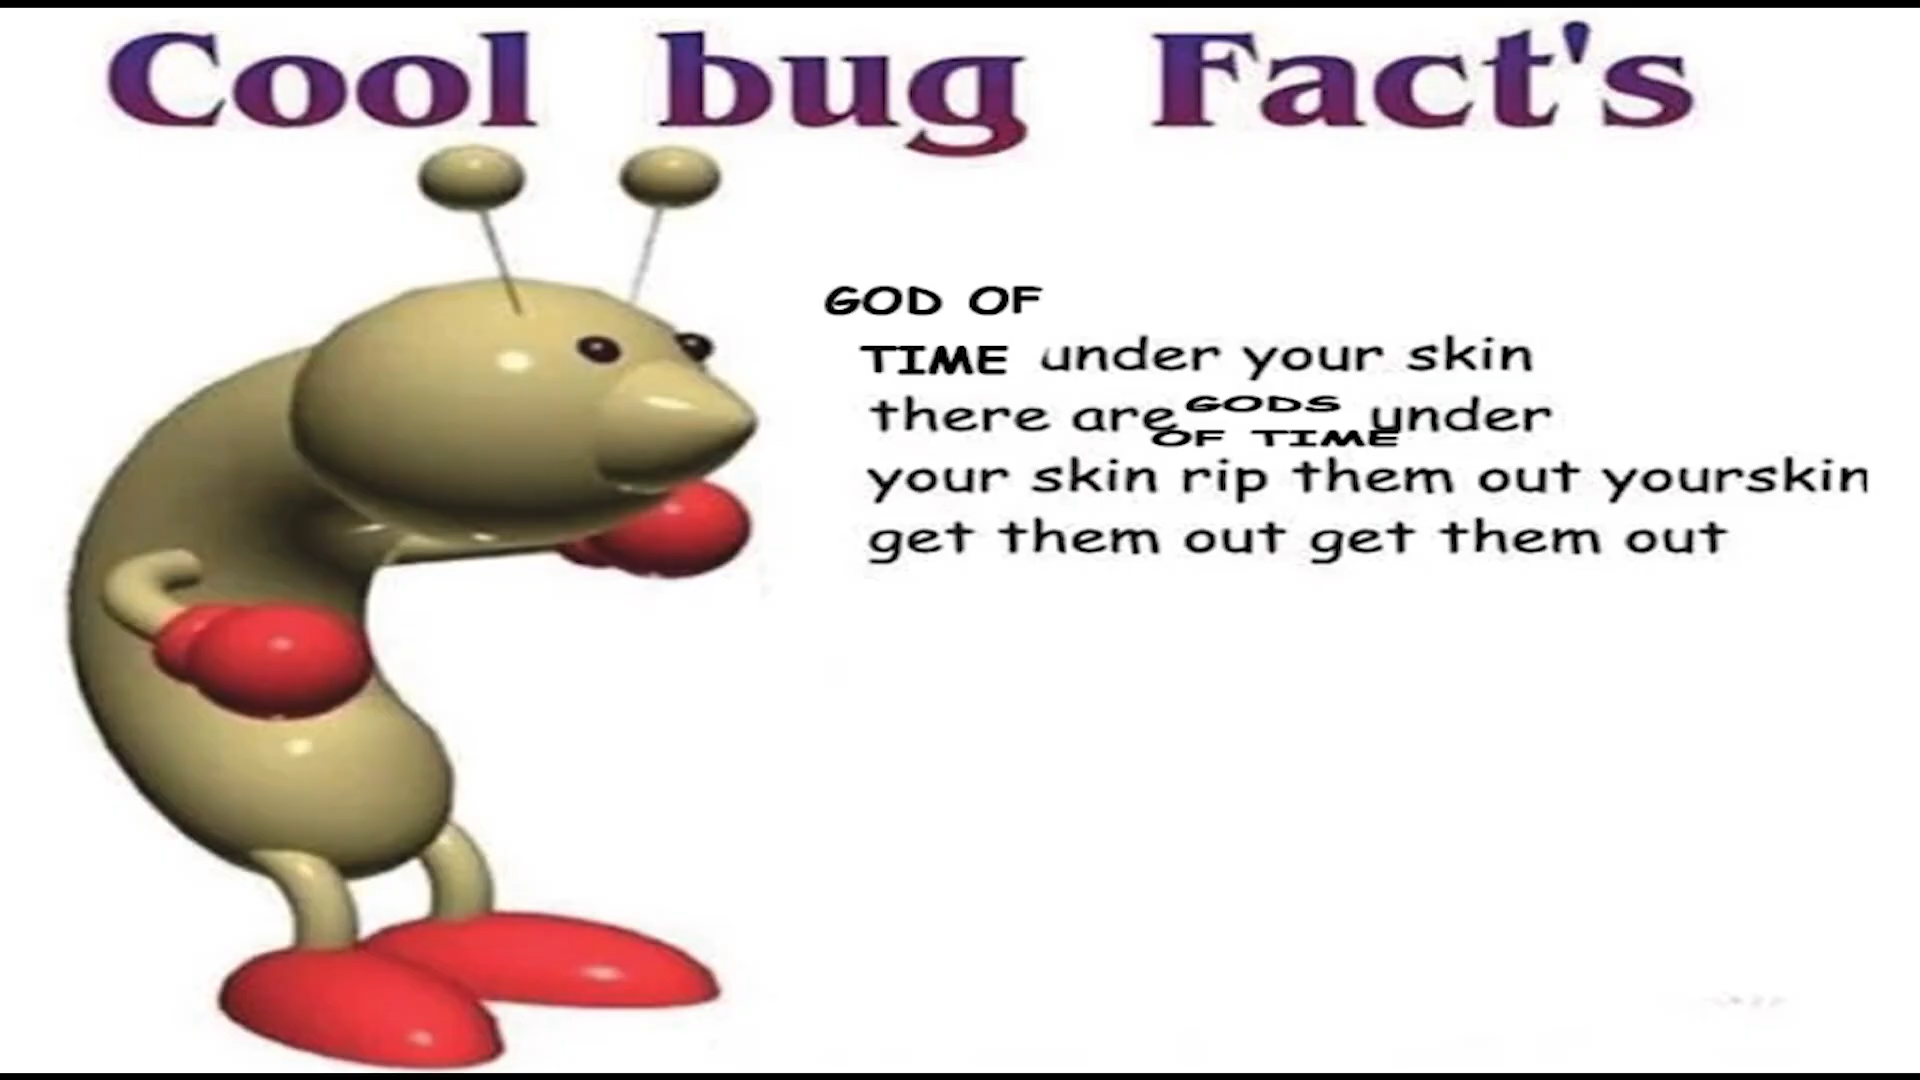 Cool bug Fact's
GOD OF
TIME under your skin
there are GODS OF TIME under
your skin rip them out yourskin
get them out get them out